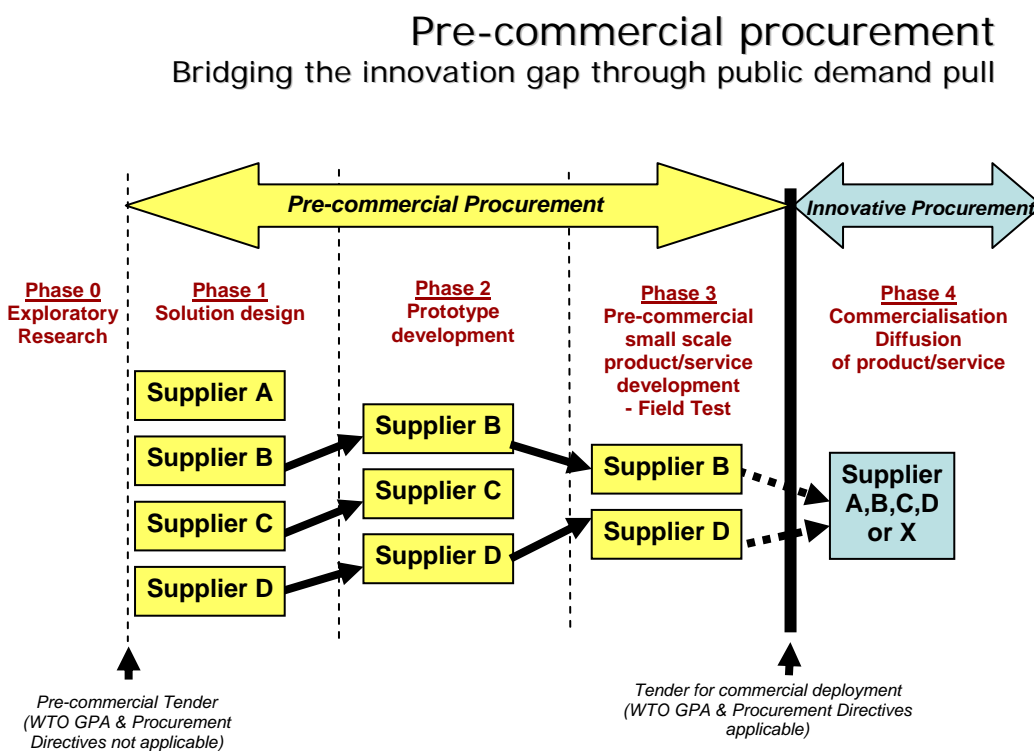 Pre-commercial procurement
Bridging the innovation gap through public demand pull
Pre-commercial Procurement
Innovative Procurement
Phase 0
Exploratory
Research
Phase 1
Solution design
Phase 2
Prototype
development
Phase 3
Pre-commercial
small scale
product/service
development
- Field Test
Phase 4
Commercialisation
Diffusion
of product/service
Supplier A
Supplier B
Supplier C
Supplier D
Supplier B
Supplier C
Supplier D
Supplier B
Supplier D
Supplier
A,B,C,D
or X
Pre-commercial Tender
(WTO GPA & Procurement
Directives not applicable)
Tender for commercial deployment
(WTO GPA & Procurement Directives
applicable)